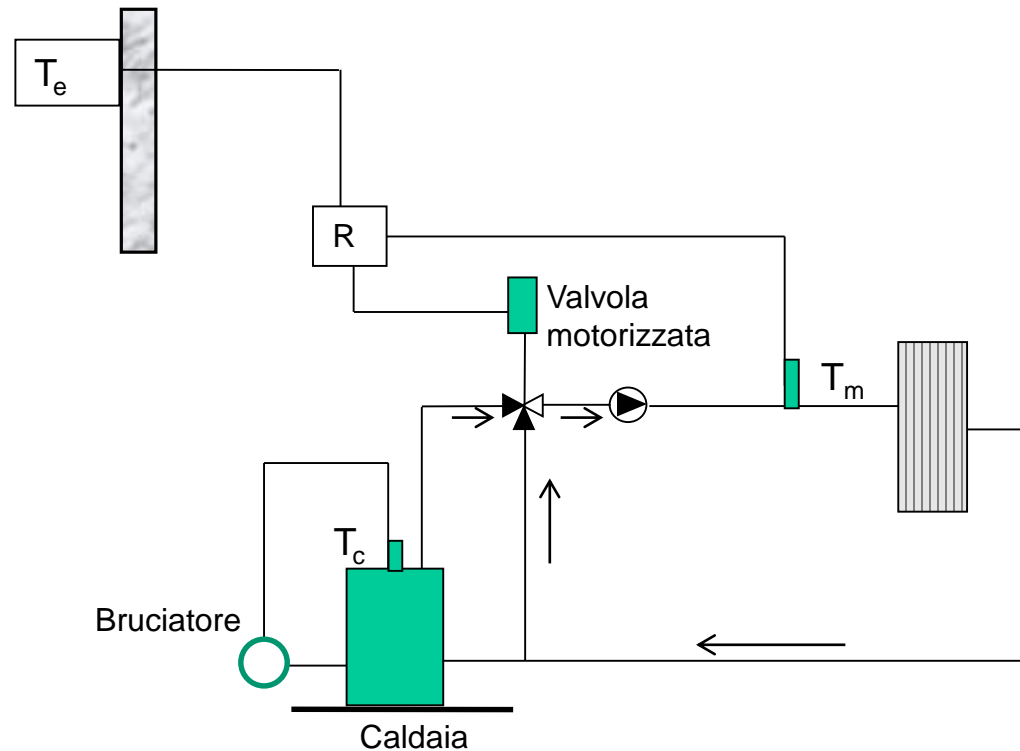 Te
R
Valvola
motorizzata
Tm
Tc
Bruciatore
Caldaia